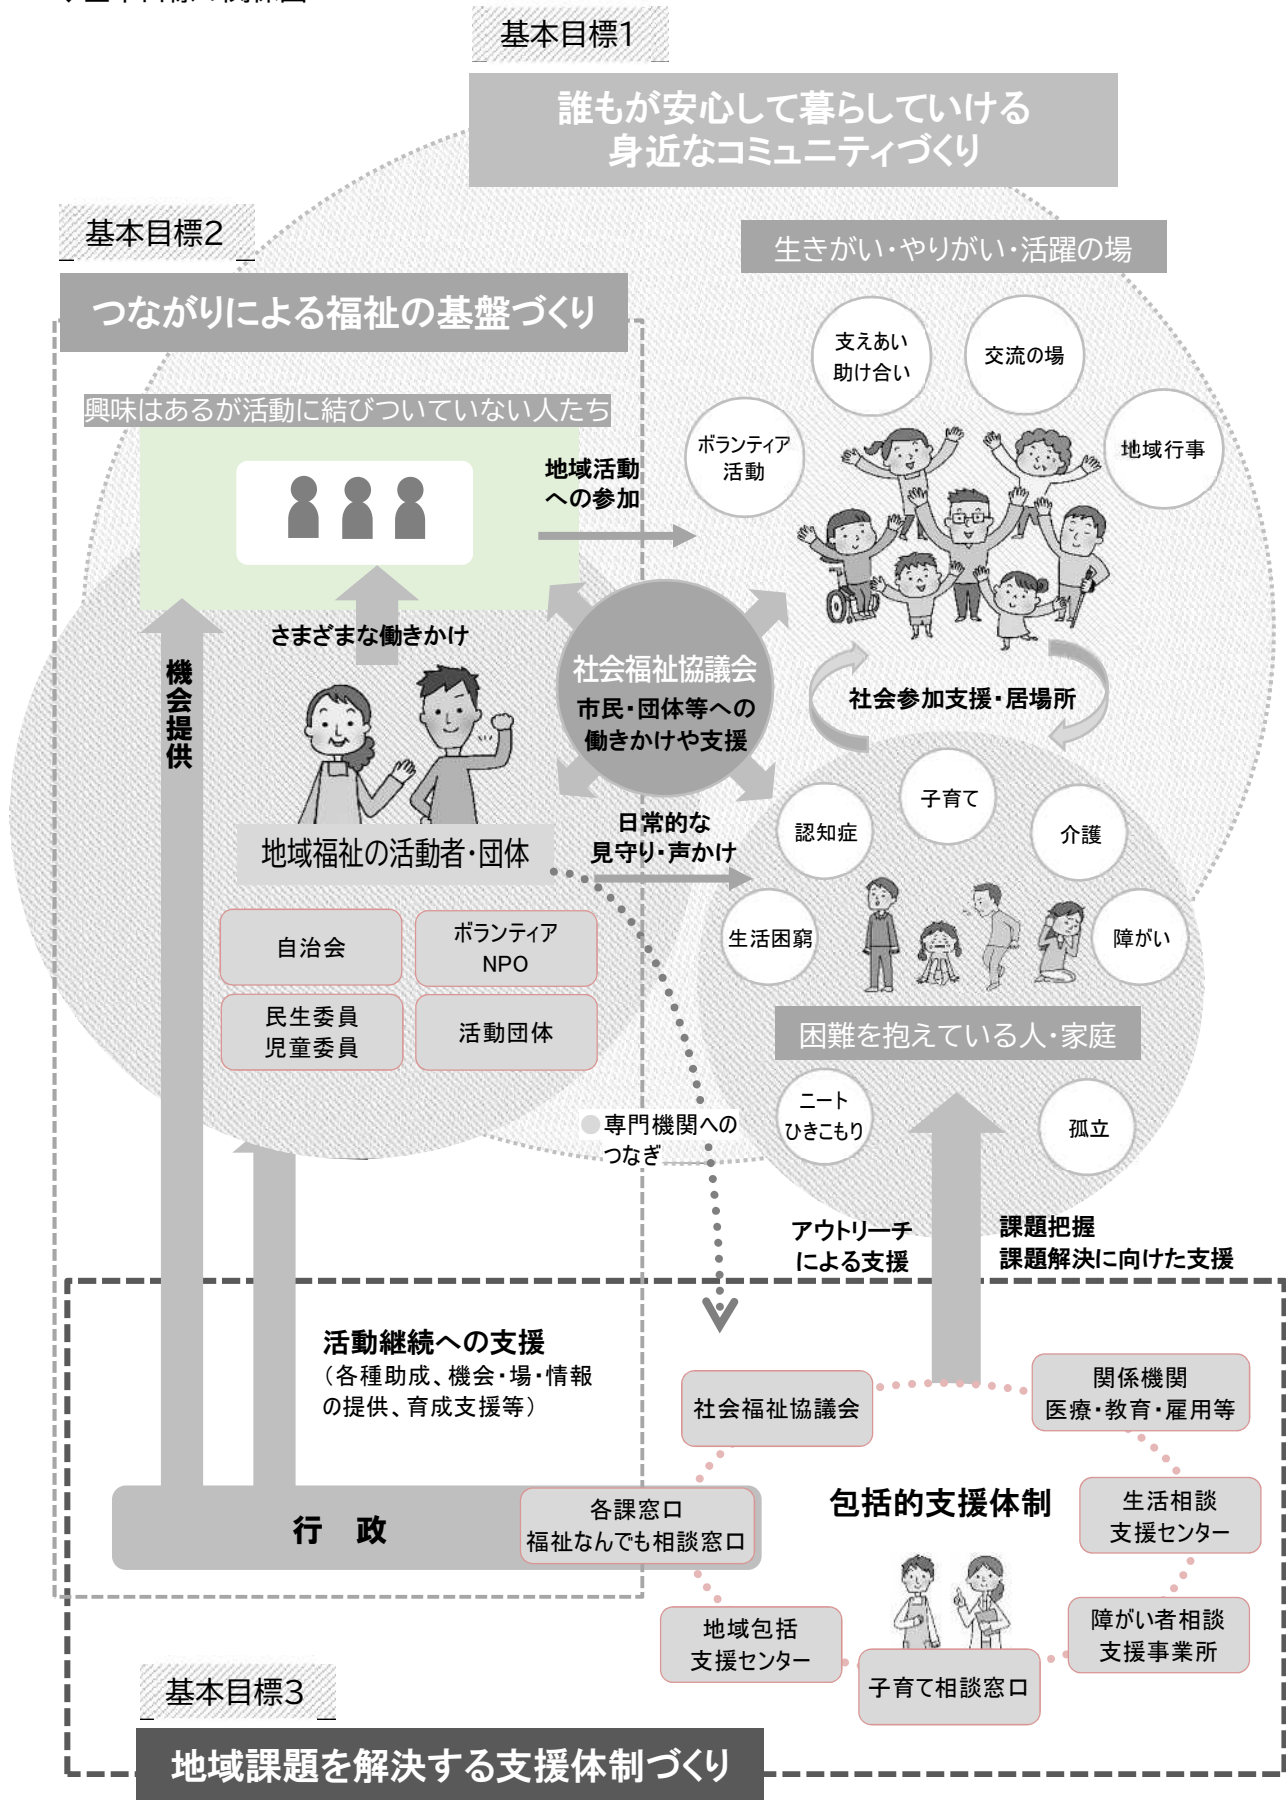 基本目標1
誰もが安心して暮らしていける
身近なコミュニティづくり
基本目標2
つながりによる福祉の基盤づくり
生きがい・やりがい・活躍の場
支えあい
助け合い
交流の場
ボランティア
活動
地域行事
興味はあるが活動に結びついていない人たち
地域活動
への参加
さまざまな働きかけ
機会提供
社会福祉協議会
市民・団体等への
働きかけや支援
社会参加支援・居場所
日常的な
見守り・声かけ
地域福祉の活動者・団体
自治会
ボランティア
NPO
民生委員
児童委員
活動団体
子育て
認知症
介護
生活困窮
障がい
困難を抱えている人・家庭
ニート
ひきこもり
孤立
専門機関への
つなぎ
アウトリーチ
による支援
課題把握
課題解決に向けた支援
活動継続への支援
（各種助成、機会・場・情報
の提供、育成支援等）
社会福祉協議会
関係機関
医療・教育・雇用等
行 政
各課窓口
福祉なんでも相談窓口
包括的支援体制
生活相談
支援センター
地域包括
支援センター
子育て相談窓口
障がい者相談
支援事業所
基本目標3
地域課題を解決する支援体制づくり